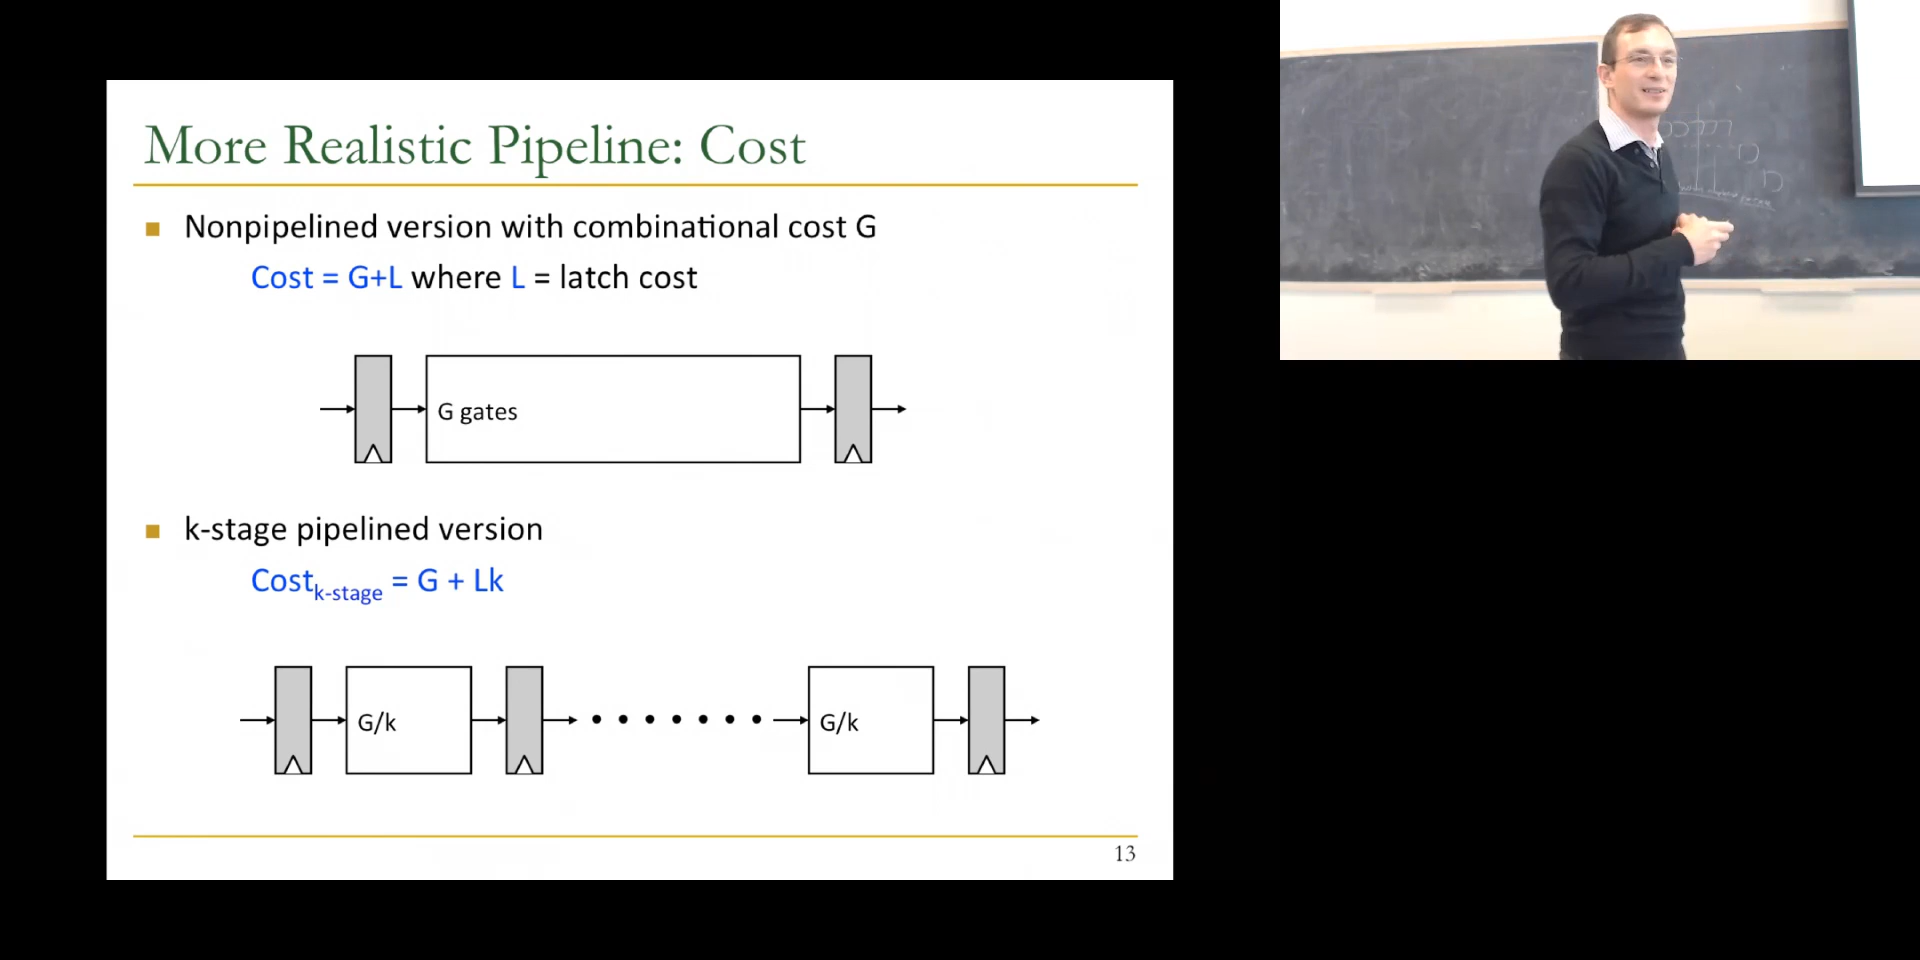 More Realistic Pipeline: Cost
Nonpipelined version with combinational cost G
Cost = G+L where L = latch cost
G gates
k-stage pipelined version
Cost_k-stage = G + Lk
G/k
G/k
13